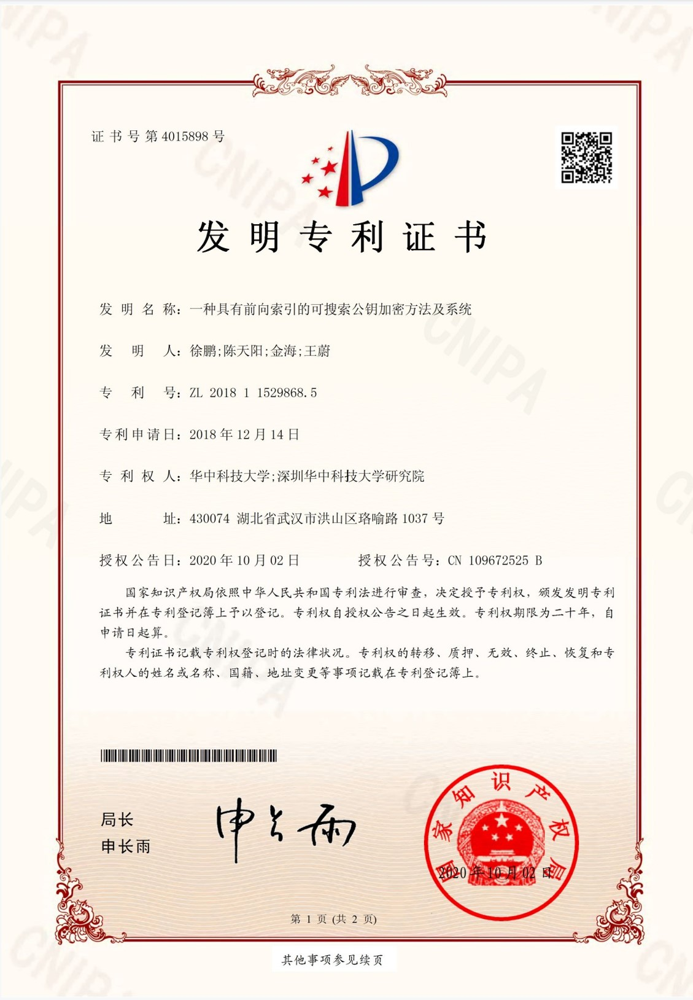 证书号第4015898号
发明专利证书
发明名称：一种具有前向索引的可搜索公钥加密方法及系统
发明人：徐鹏;陈天阳;金海;王蔚
专利号：ZL 2018 1 1529868.5
专利申请日：2018年12月14日
专利权人：华中科技大学;深圳华中科技大学研究院
地址：430074 湖北省武汉市洪山区珞喻路1037号
授权公告日：2020年10月02日 授权公告号：CN 109672525 B
国家知识产权局依照中华人民共和国专利法进行审查，决定授予专利权，颁发发明专利
证书并在专利登记簿上予以登记。专利权自授权公告之日起生效。专利权期限为二十年，自
申请日起算。
专利证书记载专利权登记时的法律状况。专利权的转移、质押、无效、终止、恢复和专
利权人的姓名或名称、国籍、地址变更等事项记载在专利登记簿上。
局长
申长雨
申长雨
国家知识产权局
2020年10月02日
第 1 页 (共 2 页)
其他事项参见续页
CNIPA
CNIPA
CNIPA
CNIPA
CNIPA